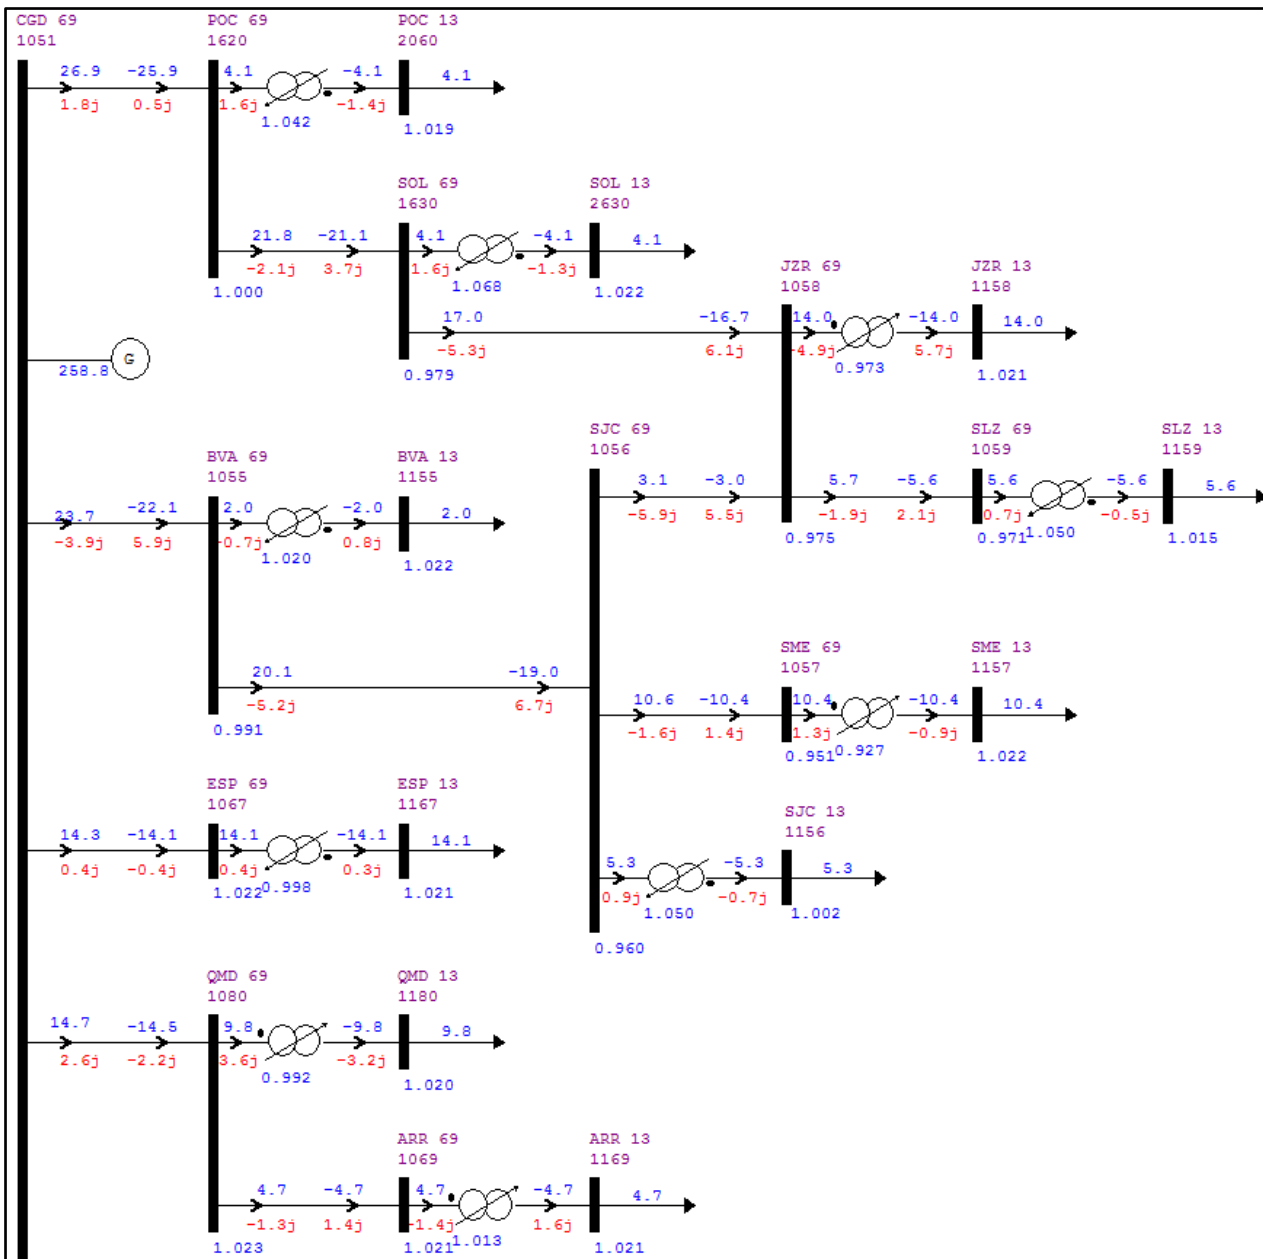 CGD 69
1051
POC 69
1620
POC 13
2060
26.9 -25.9 4.1 -4.1 4.1
1.8j 0.5j 1.6j -1.4j
1.042
1.019
SOL 69
1630
SOL 13
2630
21.8 -21.1 4.1 -4.1 4.1
-2.1j 3.7j 1.6j -1.3j
1.000
1.068
1.022
JZR 69
1058
JZR 13
1158
17.0 -16.7 14.0 -14.0 14.0
-5.3j 6.1j -4.9j 5.7j
0.979
0.973
1.021
G
258.8
BVA 69
1055
BVA 13
1155
SJC 69
1056
SLZ 69
1059
SLZ 13
1159
3.1 -3.0 5.7 -5.6 5.6 -5.6 5.6
-5.9j 5.5j -1.9j 2.1j 0.7j -0.5j
0.975
0.971
1.050
1.015
23.7 -22.1 2.0 -2.0 2.0
-3.9j 5.9j -0.7j 0.8j
1.020
1.022
SME 69
1057
SME 13
1157
20.1 -19.0
-5.2j 6.7j
0.991
10.6 -10.4 10.4 -10.4 10.4
-1.6j 1.4j 1.3j -0.9j
0.951
0.927
1.022
ESP 69
1067
ESP 13
1167
14.3 -14.1 14.1 -14.1 14.1
0.4j -0.4j 0.4j 0.3j
1.022
0.998
1.021
SJC 13
1156
5.3 -5.3 5.3
0.9j -0.7j
1.050
1.002
0.960
QMD 69
1080
QMD 13
1180
14.7 -14.5 9.8 -9.8 9.8
2.6j -2.2j 3.6j -3.2j
0.992
1.020
ARR 69
1069
ARR 13
1169
4.7 -4.7 4.7 -4.7 4.7
-1.3j 1.4j -1.4j 1.6j
1.023
1.021
1.013
1.021